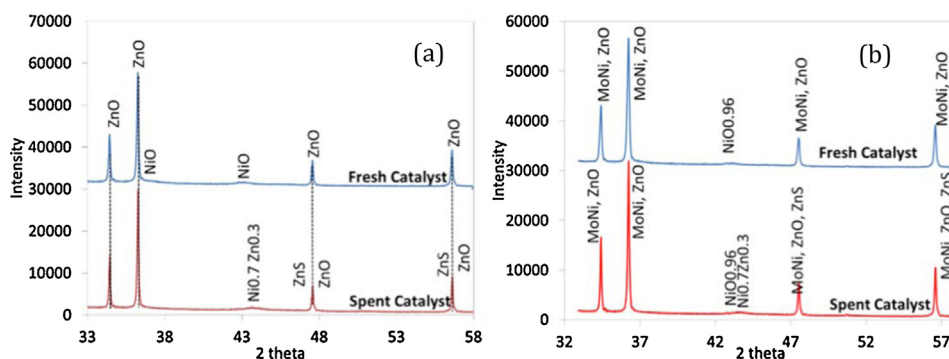 (a)
70000
60000
50000
40000
30000
20000
10000
0
Intensity
ZnO
ZnO
NiO
NiO
ZnO
ZnO
Fresh Catalyst
Ni0.7 Zn0.3
ZnS
ZnO
ZnS
ZnO
Spent Catalyst
33 38 43 48 53 58
2 theta
(b)
60000
50000
40000
30000
20000
10000
0
Intensity
MoNi, ZnO
MoNi, ZnO
NiO0.96
MoNi, ZnO
MoNi, ZnO
Fresh Catalyst
MoNi, ZnO
MoNi, ZnO
NiO0.96
Ni0.7Zn0.3
MoNi, ZnO, ZnS
MoNi, ZnO, ZnS
Spent Catalyst
32 37 42 47 52 57
2 theta